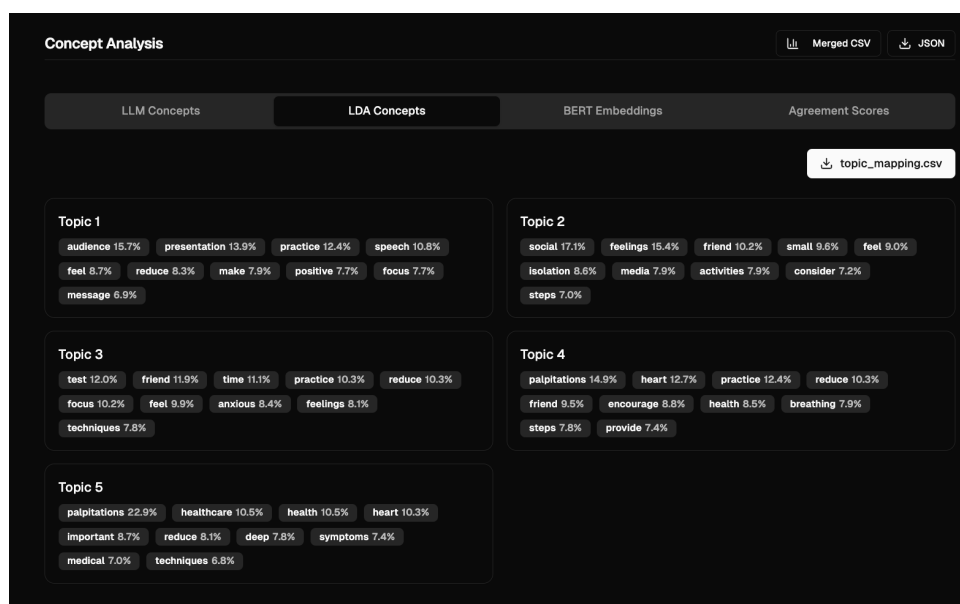 Concept Analysis
Merged CSV
JSON
LLM Concepts
LDA Concepts
BERT Embeddings
Agreement Scores
topic_mapping.csv
Topic 1
audience 15.7% presentation 13.9% practice 12.4% speech 10.8%
feel 8.7% reduce 8.3% make 7.9% positive 7.7% focus 7.7%
message 6.9%
Topic 2
social 17.1% feelings 15.4% friend 10.2% small 9.6% feel 9.0%
isolation 8.6% media 7.9% activities 7.9% consider 7.2%
steps 7.0%
Topic 3
test 12.0% friend 11.9% time 11.1% practice 10.3% reduce 10.3%
focus 10.2% feel 9.9% anxious 8.4% feelings 8.1%
techniques 7.8%
Topic 4
palpitations 14.9% heart 12.7% practice 12.4% reduce 10.3%
friend 9.5% encourage 8.8% health 8.5% breathing 7.9%
steps 7.8% provide 7.4%
Topic 5
palpitations 22.9% healthcare 10.5% health 10.5% heart 10.3%
important 8.7% reduce 8.1% deep 7.8% symptoms 7.4%
medical 7.0% techniques 6.8%